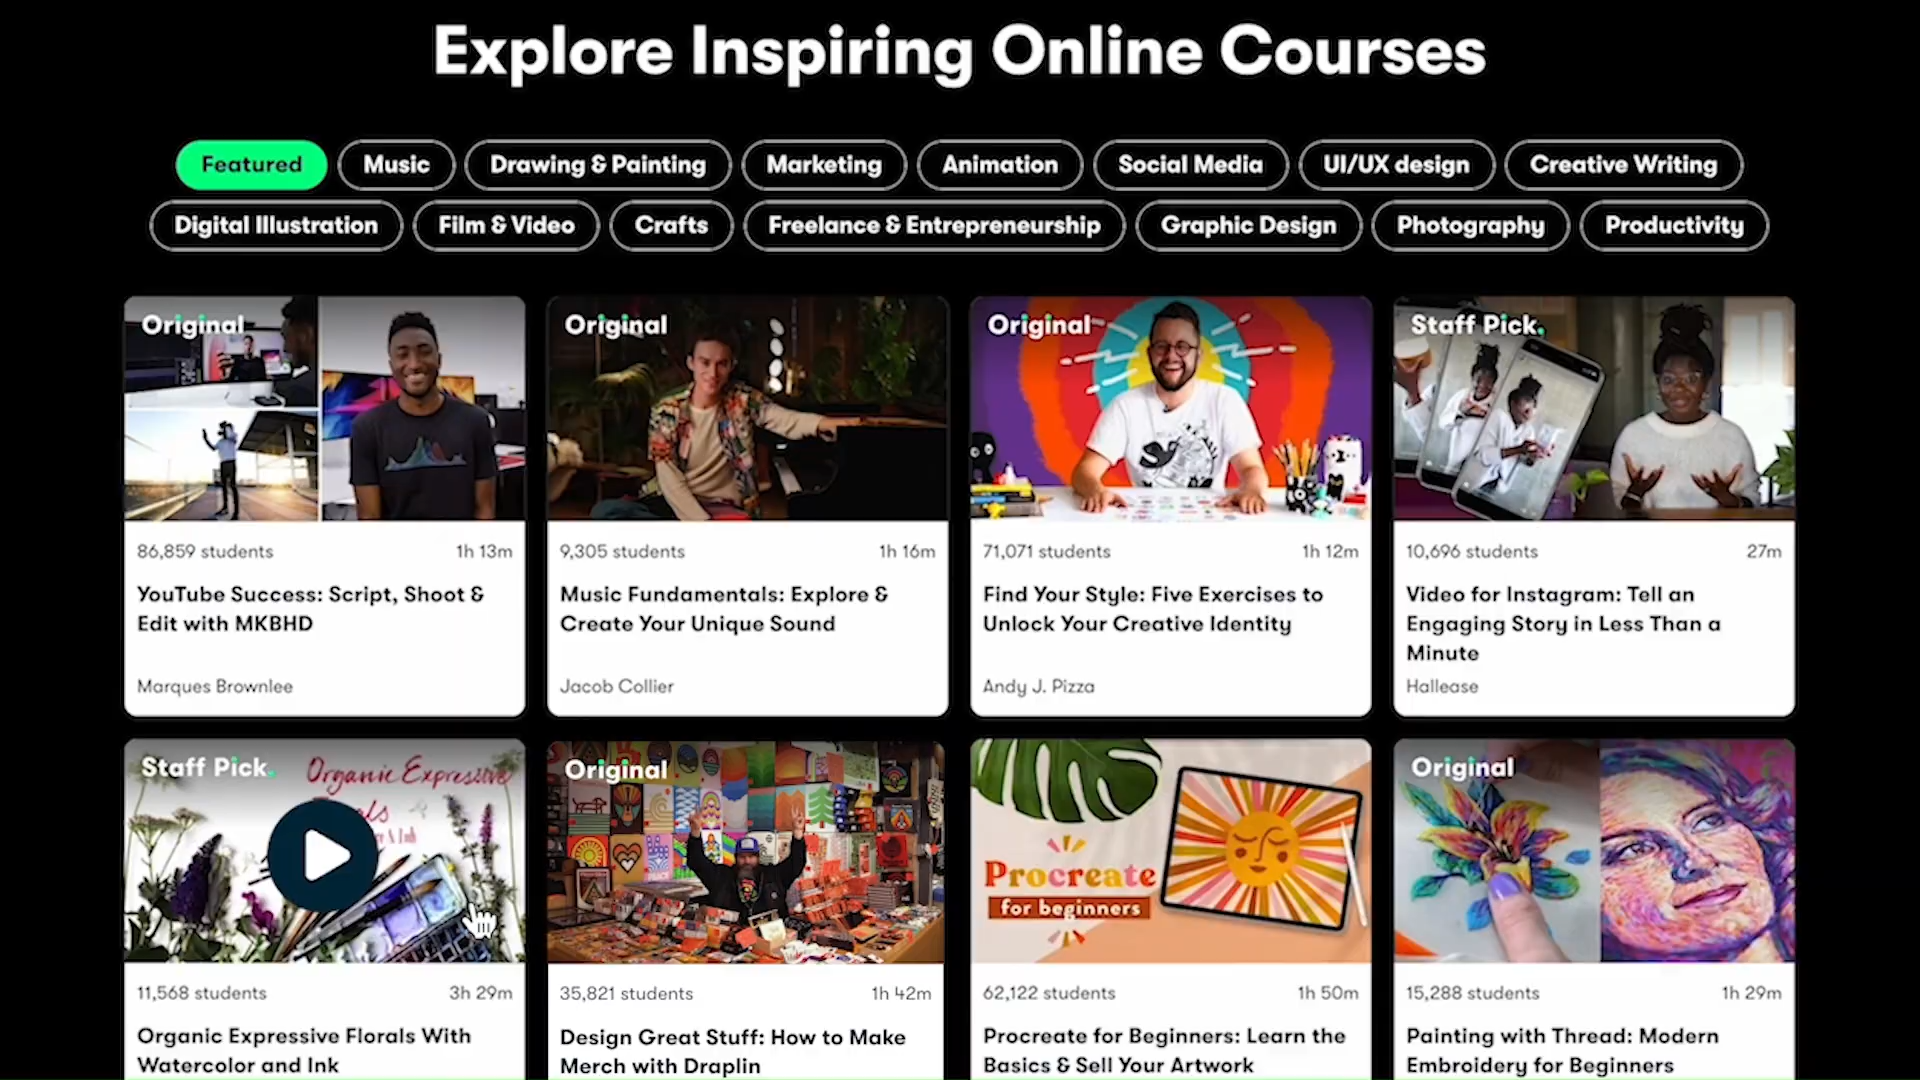 Explore Inspiring Online Courses
Featured
Music
Drawing & Painting
Marketing
Animation
Social Media
UI/UX design
Creative Writing
Digital Illustration
Film & Video
Crafts
Freelance & Entrepreneurship
Graphic Design
Photography
Productivity
Original
86,859 students
1h 13m
YouTube Success: Script, Shoot &
Edit with MKBHD
Marques Brownlee
Original
9,305 students
1h 16m
Music Fundamentals: Explore &
Create Your Unique Sound
Jacob Collier
Original
71,071 students
1h 12m
Find Your Style: Five Exercises to
Unlock Your Creative Identity
Andy J. Pizza
Staff Pick.
10,696 students
27m
Video for Instagram: Tell an
Engaging Story in Less Than a
Minute
Hallease
Staff Pick.
Organic Expressive
11,568 students
3h 29m
Organic Expressive Florals With
Watercolor and Ink
Original
35,821 students
1h 42m
Design Great Stuff: How to Make
Merch with Draplin
Procreate
for beginners
62,122 students
1h 50m
Procreate for Beginners: Learn the
Basics & Sell Your Artwork
Original
15,288 students
1h 29m
Painting with Thread: Modern
Embroidery for Beginners